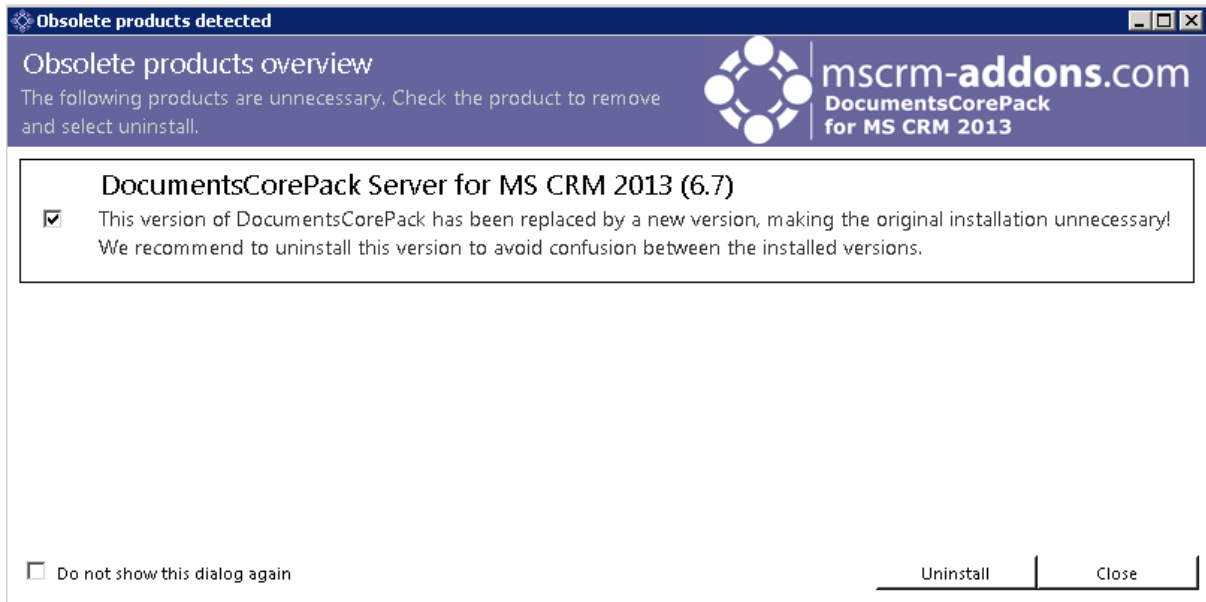 Obsolete products detected
Obsolete products overview
The following products are unnecessary. Check the product to remove
and select uninstall.
mscrm-addons.com
DocumentsCorePack
for MS CRM 2013
DocumentsCorePack Server for MS CRM 2013 (6.7)
This version of DocumentsCorePack has been replaced by a new version, making the original installation unnecessary!
We recommend to uninstall this version to avoid confusion between the installed versions.
Do not show this dialog again
Uninstall
Close